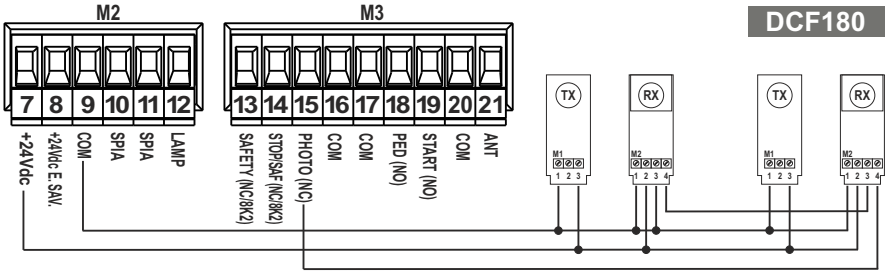 M2
M3
DCF180
7 8 9 10 11 12
13 14 15 16 17 18 19 20 21
+24Vdc
+24Vdc E. SAV.
COM
SPIA
SPIA
LAMP
SAFETY (NC/8K2)
STOP/SAF (NC/8K2)
PHOTO (NC)
COM
COM
PED (NO)
START (NO)
COM
ANT
TX
RX
TX
RX
M1
M2
M1
M2
1 2 3
1 2 3 4
1 2 3
1 2 3 4